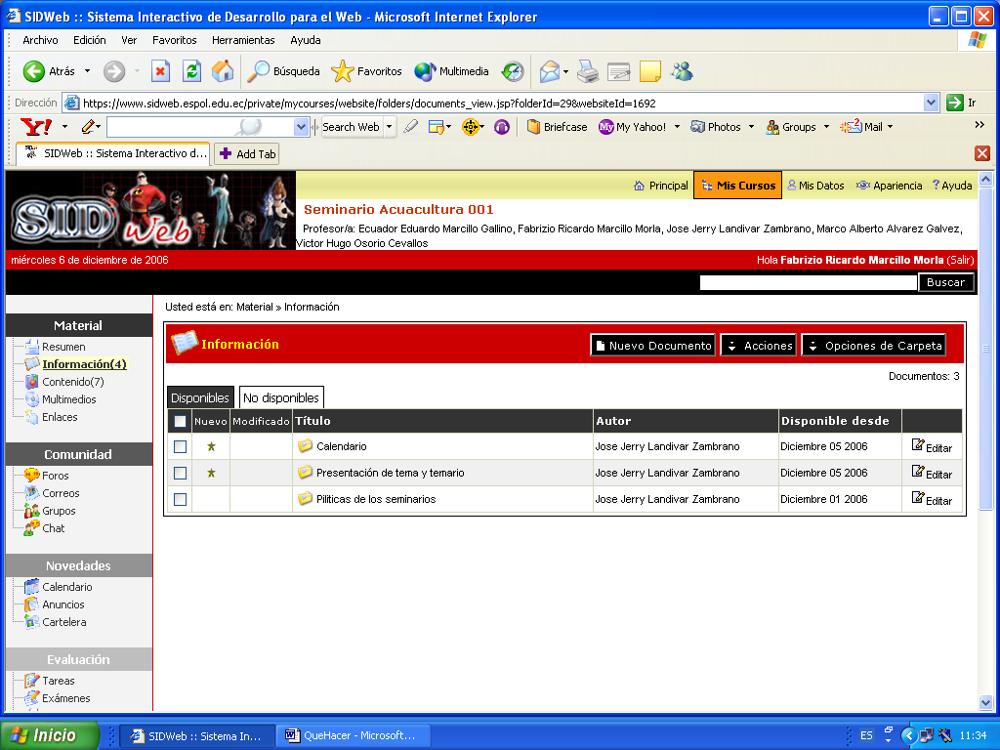 SIDWeb :: Sistema Interactivo de Desarrollo para el Web - Microsoft Internet Explorer
Archivo Edición Ver Favoritos Herramientas Ayuda
Atrás Búsqueda Favoritos Multimedia
Dirección https://www.sidweb.espol.edu.ec/private/mycourses/website/folders/documents_view.jsp?folderId=29&websiteId=1692 Ir
Y! Search Web Briefcase My Yahoo! Photos Groups Mail
SIDWeb :: Sistema Interactivo d... Add Tab
SID Web
Principal Mis Cursos Mis Datos Apariencia ? Ayuda
Seminario Acuacultura 001
Profesor/a: Ecuador Eduardo Marcillo Gallino, Fabrizio Ricardo Marcillo Morla, Jose Jerry Landivar Zambrano, Marco Alberto Alvarez Galvez,
Victor Hugo Osorio Cevallos
miércoles 6 de diciembre de 2006 Hola Fabrizio Ricardo Marcillo Morla (Salir)
Buscar
Usted está en: Material » Información
Material
Resumen
Información(4)
Contenido(7)
Multimedios
Enlaces
Comunidad
Foros
Correos
Grupos
Chat
Novedades
Calendario
Anuncios
Cartelera
Evaluación
Tareas
Exámenes
Información Nuevo Documento Acciones Opciones de Carpeta
Documentos: 3
Disponibles No disponibles
Nuevo Modificado Título Autor Disponible desde
Calendario Jose Jerry Landivar Zambrano Diciembre 05 2006 Editar
Presentación de tema y temario Jose Jerry Landivar Zambrano Diciembre 05 2006 Editar
Piliticas de los seminarios Jose Jerry Landivar Zambrano Diciembre 01 2006 Editar
Inicio SIDWeb :: Sistema In... QueHacer - Microsoft... ES 11:34